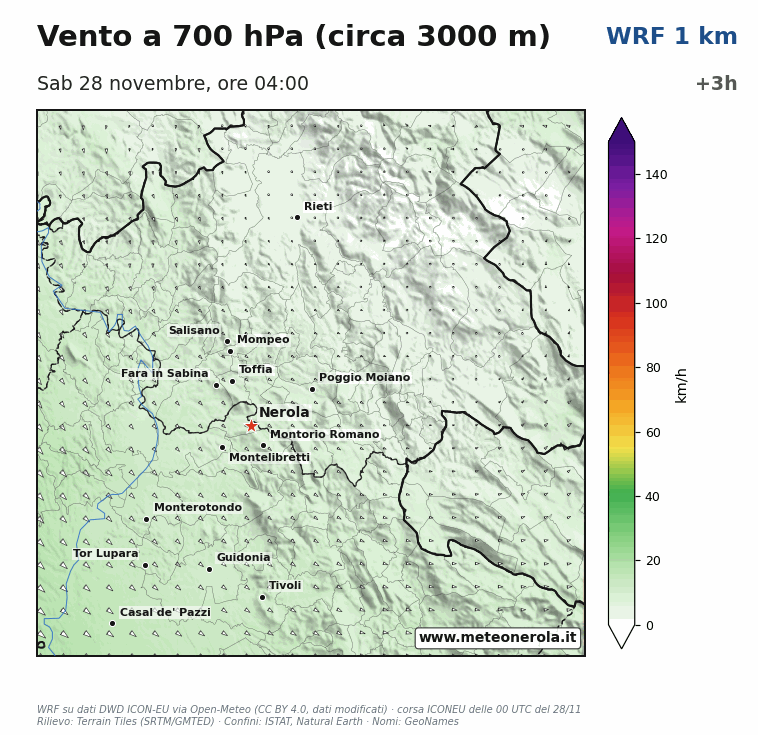 Vento a 700 hPa (circa 3000 m)
WRF 1 km
Sab 28 novembre, ore 04:00
+3h
Rieti
Salisano
Mompeo
Fara in Sabina
Toffia
Poggio Moiano
Nerola
Montorio Romano
Montelibretti
Monterotondo
Tor Lupara
Guidonia
Tivoli
Casal de' Pazzi
www.meteonerola.it
140
120
100
80
60
40
20
0
km/h
WRF su dati DWD ICON-EU via Open-Meteo (CC BY 4.0, dati modificati) · corsa ICONEU delle 00 UTC del 28/11
Rilievo: Terrain Tiles (SRTM/GMTED) · Confini: ISTAT, Natural Earth · Nomi: GeoNames